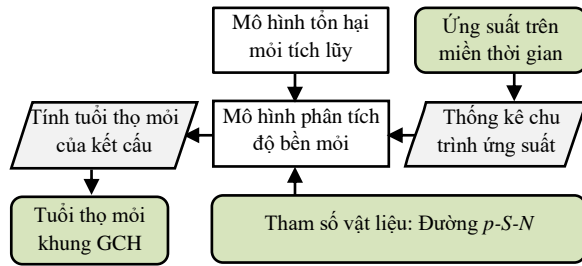 Mô hình tổn hại
mỏi tích lũy
Ứng suất trên
miền thời gian
Tính tuổi thọ mỏi
của kết cấu
Mô hình phân tích
độ bền mỏi
Thống kê chu
trình ứng suất
Tuổi thọ mỏi
khung GCH
Tham số vật liệu: Đường p-S-N